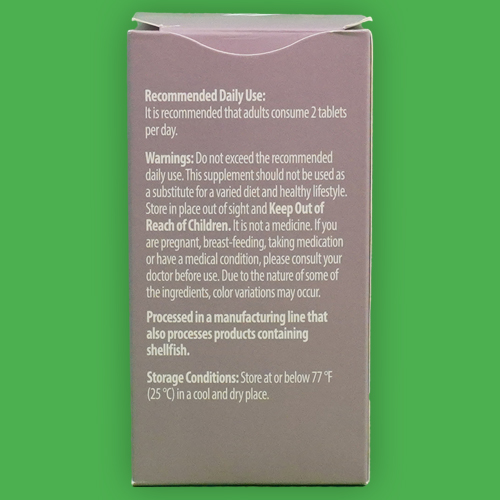 Recommended Daily Use:
It is recommended that adults consume 2 tablets
per day.
Warnings: Do not exceed the recommended
daily use. This supplement should not be used as
a substitute for a varied diet and healthy lifestyle.
Store in place out of sight and Keep Out of
Reach of Children. It is not a medicine. If you
are pregnant, breast-feeding, taking medication
or have a medical condition, please consult your
doctor before use. Due to the nature of some of
the ingredients, color variations may occur.
Processed in a manufacturing line that
also processes products containing
shellfish.
Storage Conditions: Store at or below 77 °F
(25 °C) in a cool and dry place.